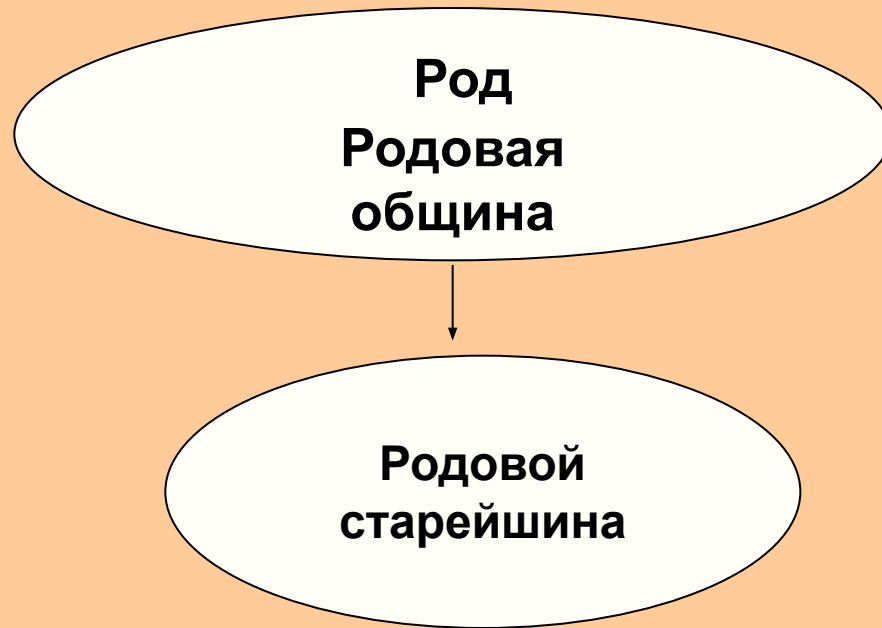 Род
Родовая
община
Родовой
старейшина